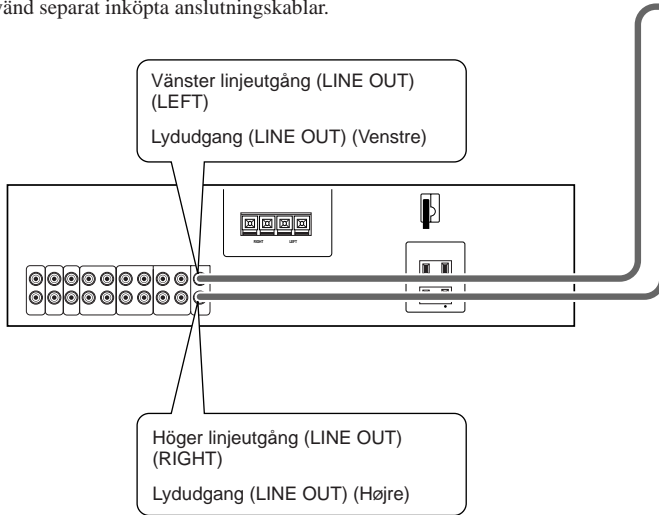 vänd separat inköpta anslutningskablar.
Vänster linjeutgång (LINE OUT)
(LEFT)
Lydudgang (LINE OUT) (Venstre)
RIGHT LEFT
Höger linjeutgång (LINE OUT)
(RIGHT)
Lydudgang (LINE OUT) (Højre)